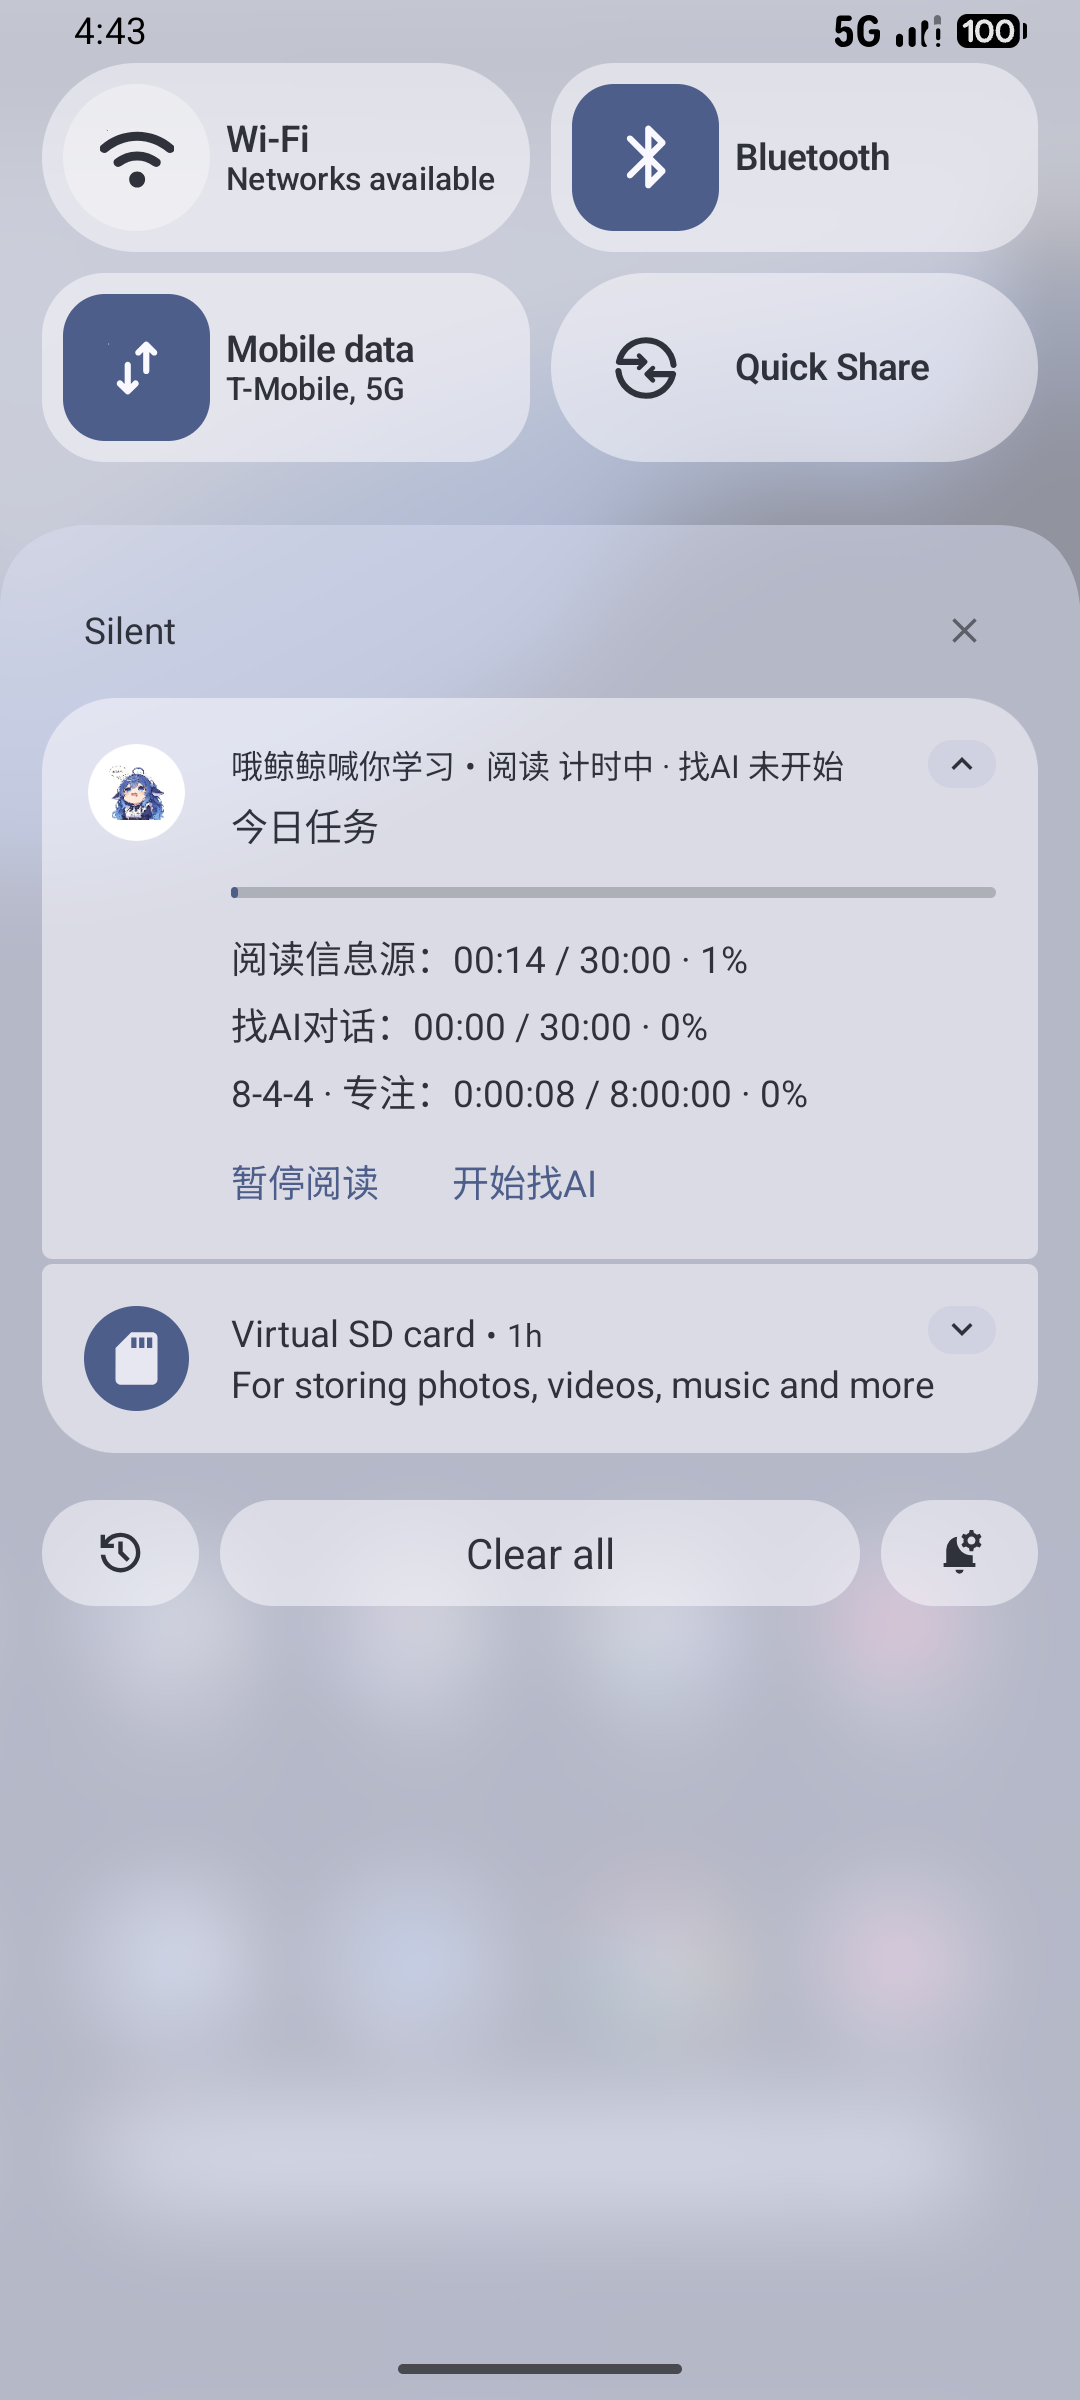 4:43
5G
100
Wi-Fi
Networks available
Bluetooth
Mobile data
T-Mobile, 5G
Quick Share
Silent
哦鲸鲸喊你学习 • 阅读 计时中 · 找AI 未开始
今日任务
阅读信息源：00:14 / 30:00 · 1%
找AI对话：00:00 / 30:00 · 0%
8-4-4 · 专注：0:00:08 / 8:00:00 · 0%
暂停阅读
开始找AI
Virtual SD card • 1h
For storing photos, videos, music and more
Clear all